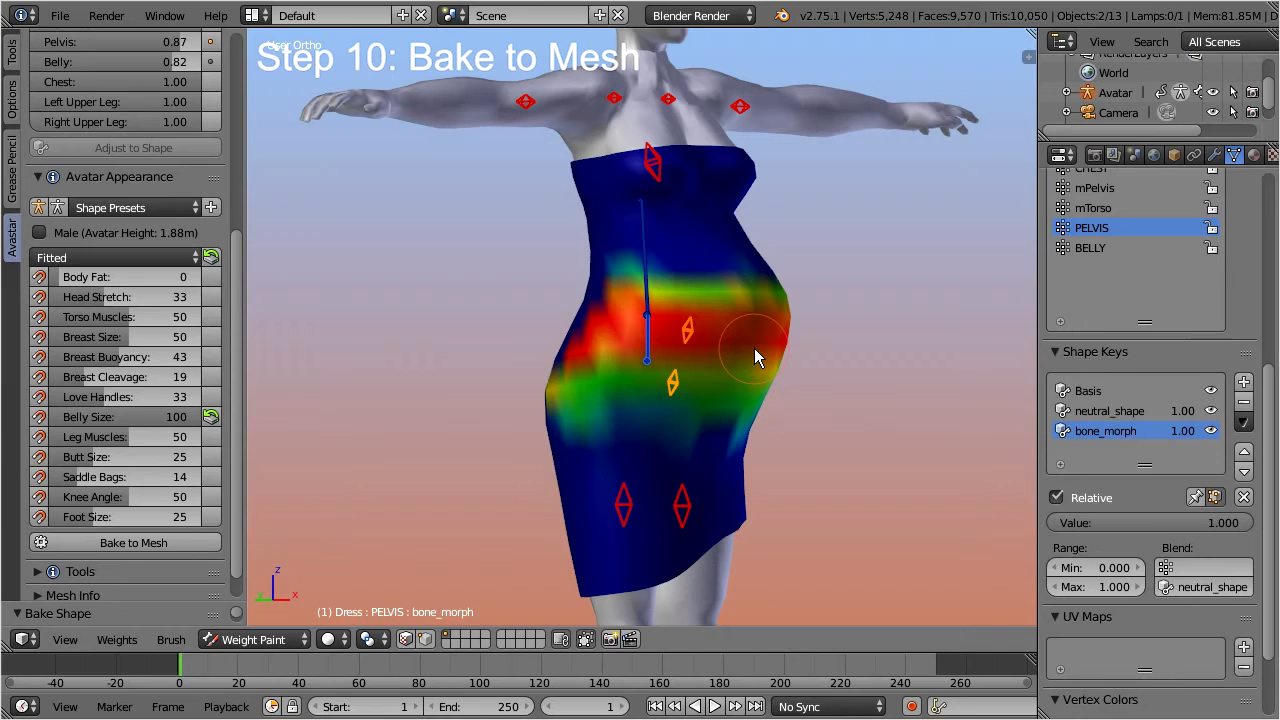 File Render Window Help Default Scene Blender Render v2.75.1 | Verts:5,248 | Faces:9,570 | Tris:10,050 | Objects:2/13 | Lamps:0/1 | Mem:81.85M |
Tools
Options
Grease Pencil
Avastar
Pelvis: 0.87
Belly: 0.82
Chest: 1.00
Left Upper Leg: 1.00
Right Upper Leg: 1.00
Adjust to Shape
Avatar Appearance
Shape Presets
Male (Avatar Height: 1.88m)
Fitted
Body Fat: 0
Head Stretch: 33
Torso Muscles: 50
Breast Size: 50
Breast Buoyancy: 43
Breast Cleavage: 19
Love Handles: 33
Belly Size: 100
Leg Muscles: 50
Butt Size: 25
Saddle Bags: 14
Knee Angle: 50
Foot Size: 25
Bake to Mesh
Tools
Mesh Info
Bake Shape
User Ortho
Step 10: Bake to Mesh
z
y x
(1) Dress : PELVIS : bone_morph
View Weights Brush Weight Paint
-40 -20 0 20 40 60 80 100 120 140 160 180 200 220 240 260
View Marker Frame Playback Start: 1 End: 250 1 No Sync
View Search All Scenes
RenderLayers
World
Avatar
Camera
CHEST
mPelvis
mTorso
PELVIS
BELLY
Shape Keys
Basis
neutral_shape 1.00
bone_morph 1.00
Relative
Value: 1.000
Range: Blend:
Min: 0.000
Max: 1.000 neutral_shape
UV Maps
Vertex Colors